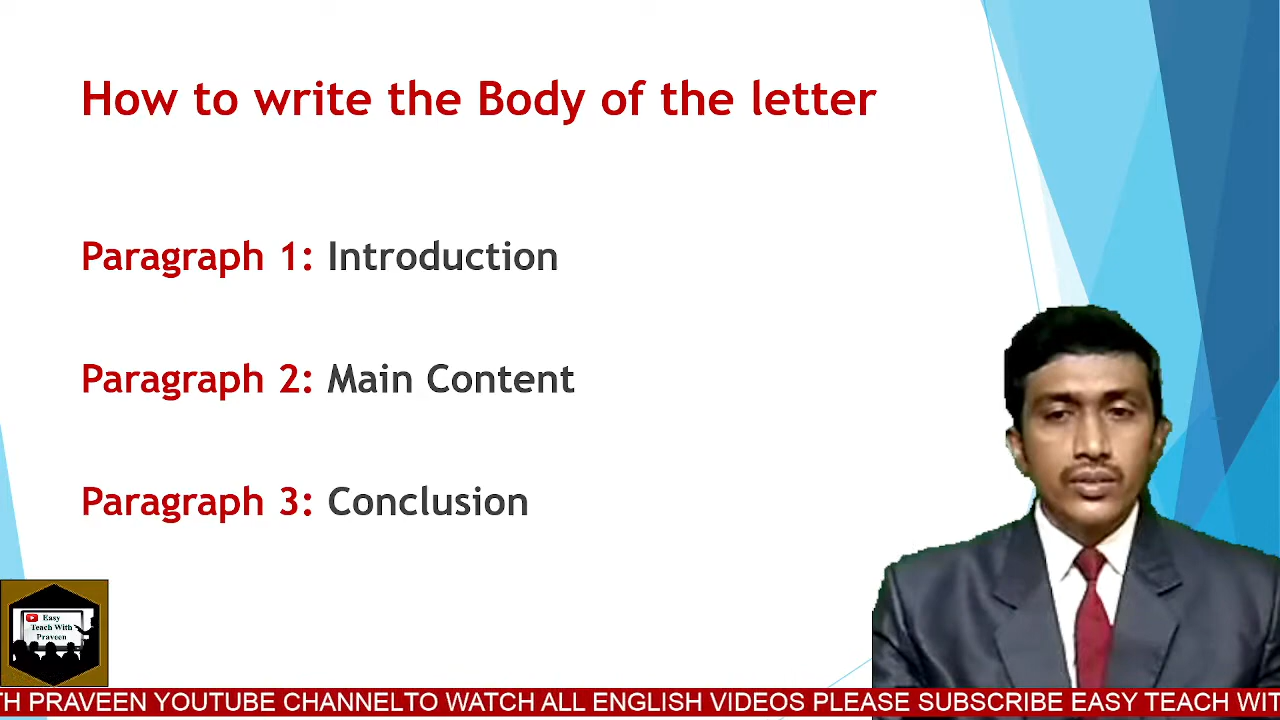 How to write the Body of the letter
Paragraph 1: Introduction
Paragraph 2: Main Content
Paragraph 3: Conclusion
Easy
Teach With
Praveen
TH PRAVEEN YOUTUBE CHANNELTO WATCH ALL ENGLISH VIDEOS PLEASE SUBSCRIBE EASY TEACH WIT